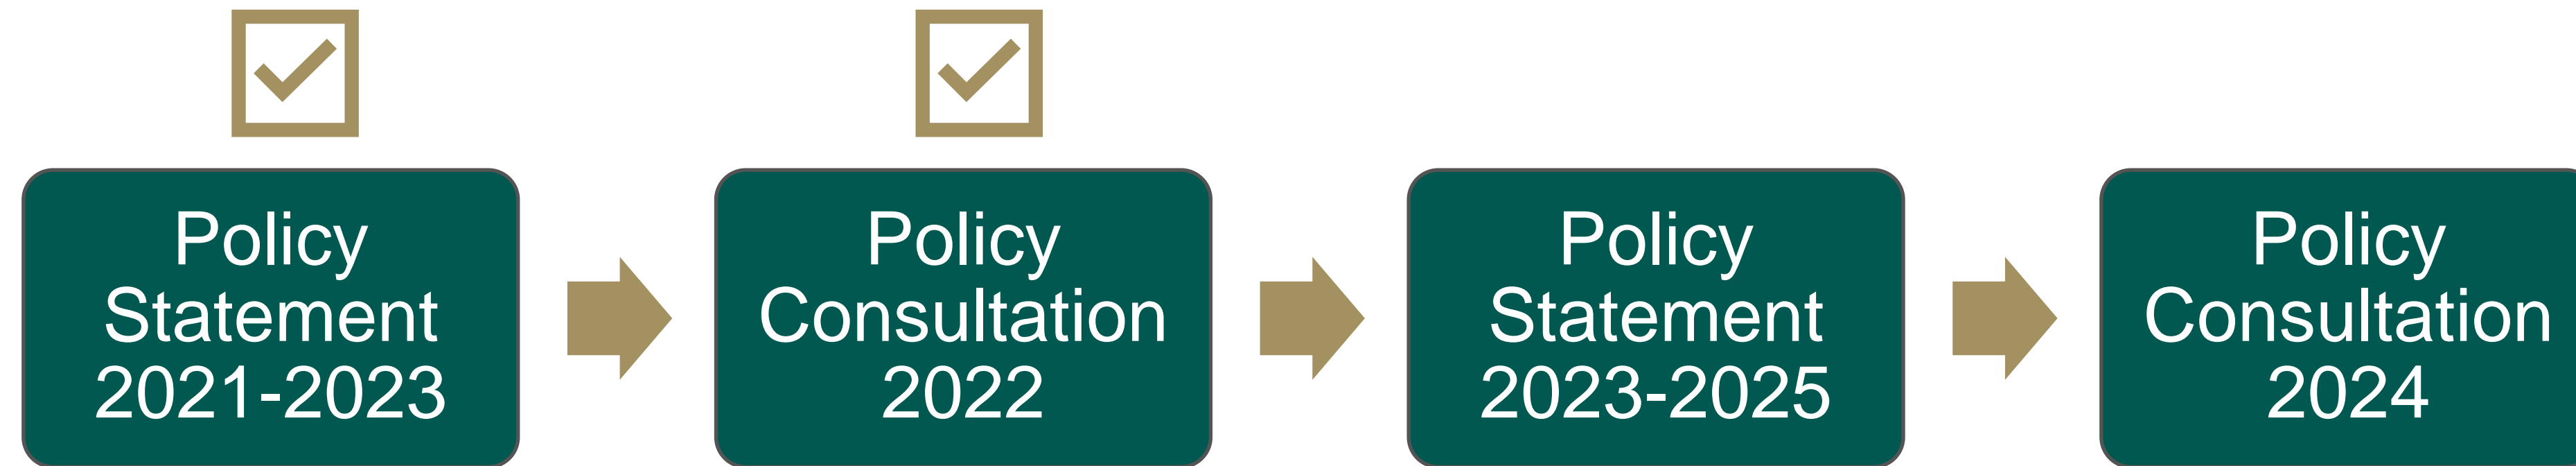 Policy
Statement
2021-2023
Policy
Consultation
2022
Policy
Statement
2023-2025
Policy
Consultation
2024